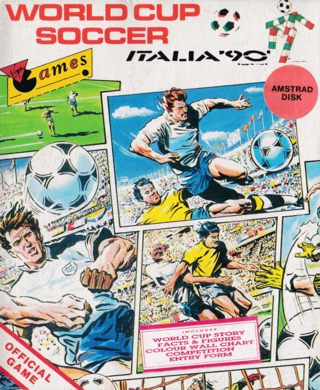 WORLD CUP
SOCCER
ITALIA'90
Virgin
Games!
AMSTRAD
DISK
INCLUDES
WORLD CUP STORY
FACTS & FIGURES
COLOUR WALL CHART
COMPETITION
ENTRY FORM
OFFICIAL
GAME